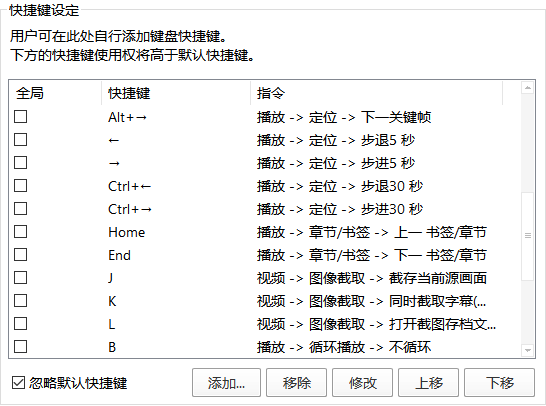 快捷键设定
用户可在此处自行添加键盘快捷键。
下方的快捷键使用权将高于默认快捷键。
全局 快捷键 指令
Alt+→ 播放 -> 定位 -> 下一关键帧
← 播放 -> 定位 -> 步退5 秒
→ 播放 -> 定位 -> 步进5 秒
Ctrl+← 播放 -> 定位 -> 步退30 秒
Ctrl+→ 播放 -> 定位 -> 步进30 秒
Home 播放 -> 章节/书签 -> 上一 书签/章节
End 播放 -> 章节/书签 -> 下一 书签/章节
J 视频 -> 图像截取 -> 截存当前源画面
K 视频 -> 图像截取 -> 同时截取字幕(...
L 视频 -> 图像截取 -> 打开截图存档文...
B 播放 -> 循环播放 -> 不循环
忽略默认快捷键 添加... 移除 修改 上移 下移